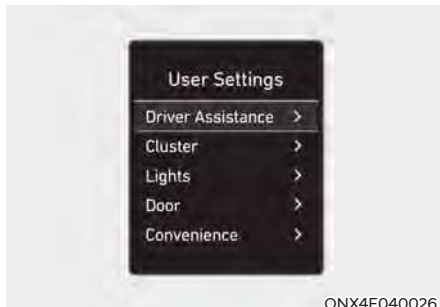 User Settings
Driver Assistance >
Cluster >
Lights >
Door >
Convenience >
ONX4E040026